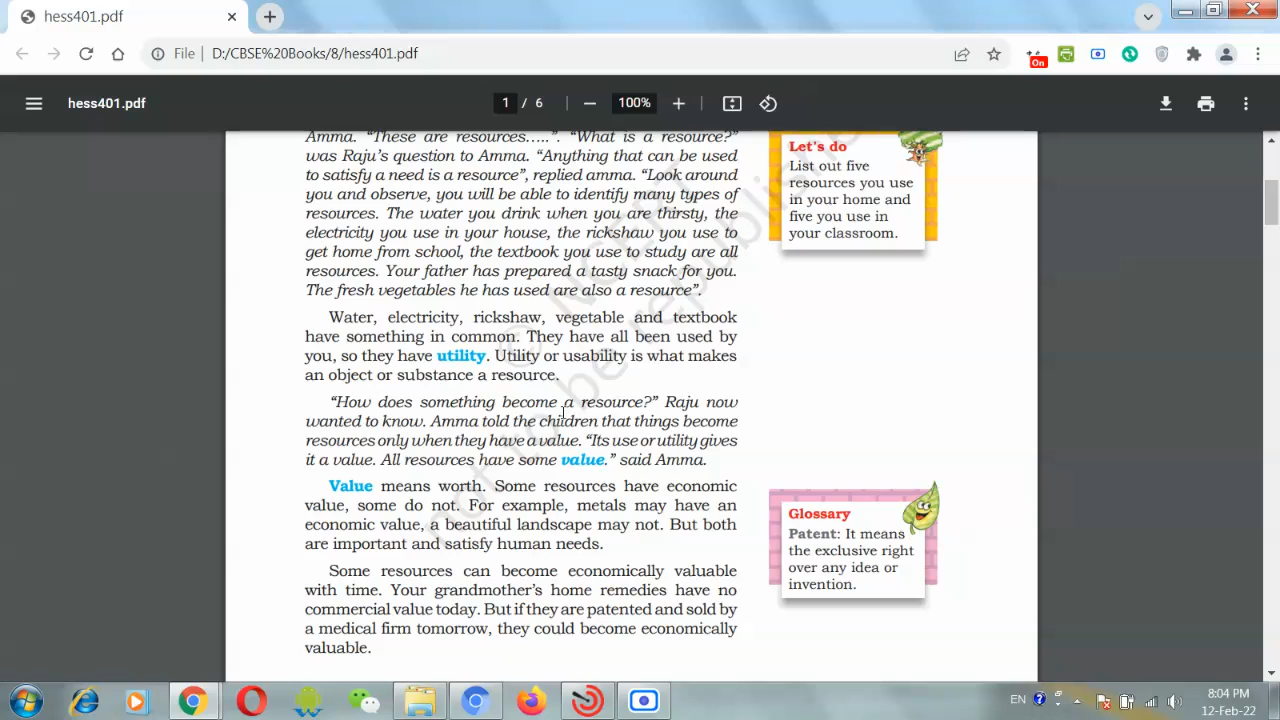 hess401.pdf
File | D:/CBSE%20Books/8/hess401.pdf
On
hess401.pdf
1 / 6
100%
Amma. “These are resources…..”. “What is a resource?”
was Raju’s question to Amma. “Anything that can be used
to satisfy a need is a resource”, replied amma. “Look around
you and observe, you will be able to identify many types of
resources. The water you drink when you are thirsty, the
electricity you use in your house, the rickshaw you use to
get home from school, the textbook you use to study are all
resources. Your father has prepared a tasty snack for you.
The fresh vegetables he has used are also a resource”.
Water, electricity, rickshaw, vegetable and textbook
have something in common. They have all been used by
you, so they have utility. Utility or usability is what makes
an object or substance a resource.
“How does something become a resource?” Raju now
wanted to know. Amma told the children that things become
resources only when they have a value. “Its use or utility gives
it a value. All resources have some value.” said Amma.
Value means worth. Some resources have economic
value, some do not. For example, metals may have an
economic value, a beautiful landscape may not. But both
are important and satisfy human needs.
Some resources can become economically valuable
with time. Your grandmother’s home remedies have no
commercial value today. But if they are patented and sold by
a medical firm tomorrow, they could become economically
valuable.
Let’s do
List out five
resources you use
in your home and
five you use in
your classroom.
Glossary
Patent: It means
the exclusive right
over any idea or
invention.
© NCERT
not to be republishe
EN
8:04 PM
12-Feb-22